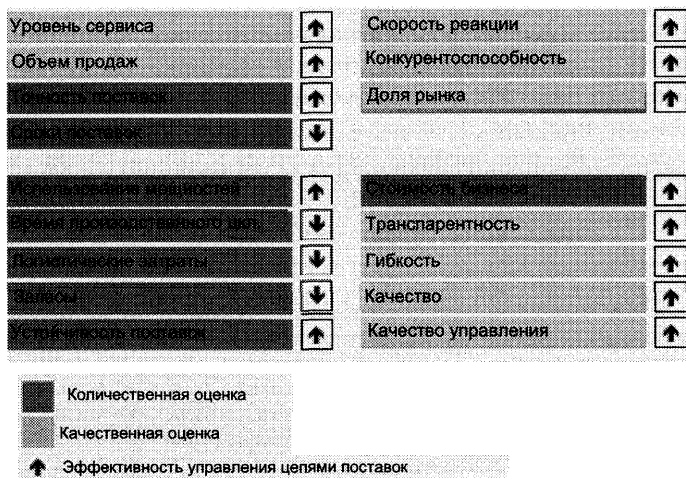 Уровень сервиса
Объем продаж
Точность поставок
Сроки поставок
Скорость реакции
Конкурентоспособность
Доля рынка
Использование мощностей
Время производственного цикл.
Логистические затраты
Запасы
Устойчивость поставок
Стоимость бизнеса
Транспарентность
Гибкость
Качество
Качество управления
Количественная оценка
Качественная оценка
Эффективность управления цепями поставок